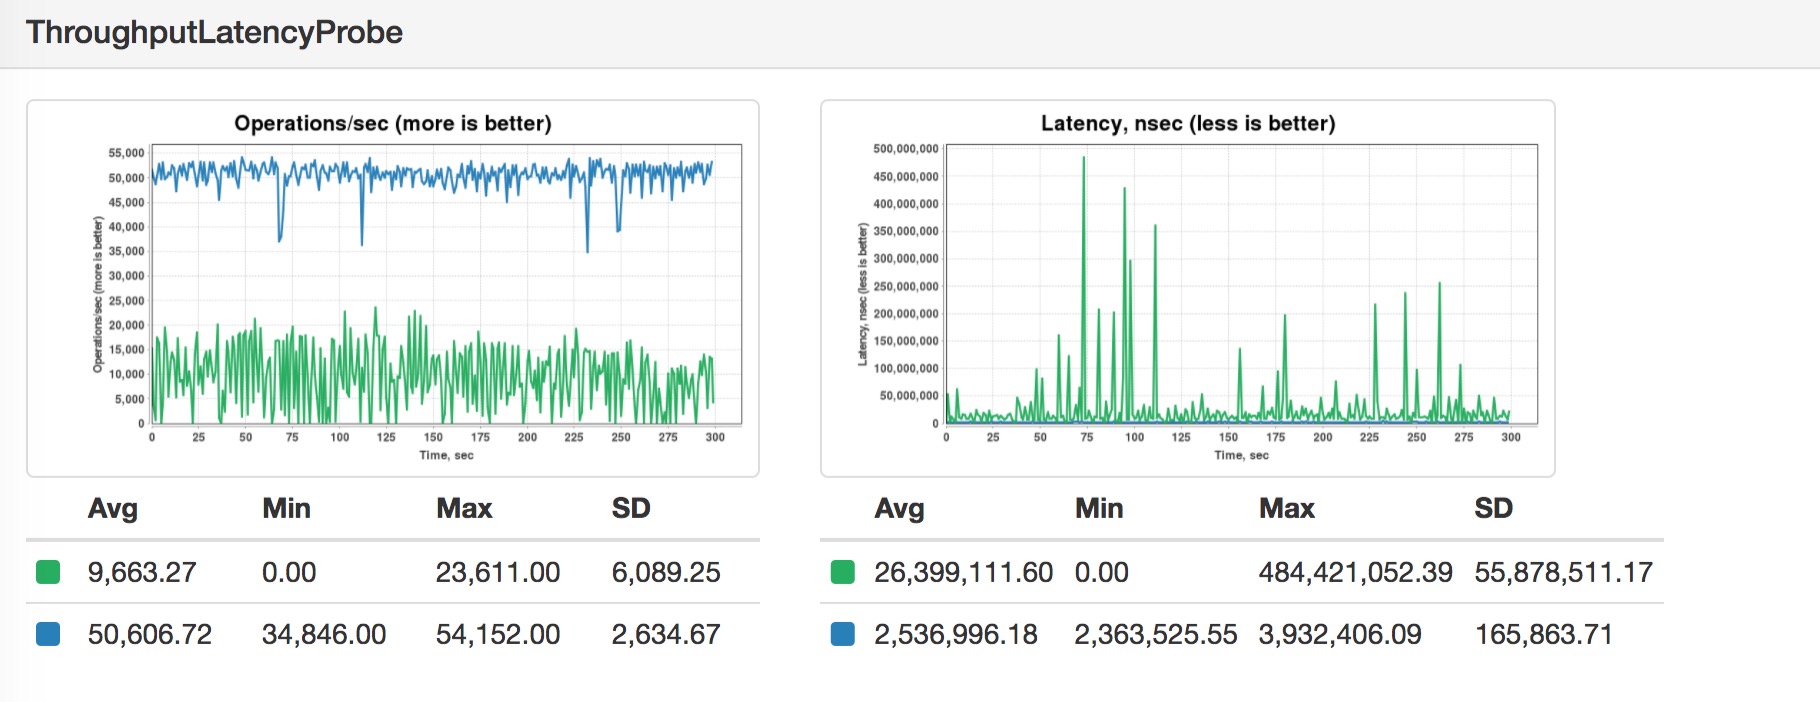 ThroughputLatencyProbe
Operations/sec (more is better)
55,000
50,000
45,000
40,000
35,000
30,000
25,000
20,000
15,000
10,000
5,000
0
Operations/sec (more is better)
0 25 50 75 100 125 150 175 200 225 250 275 300
Time, sec
Latency, nsec (less is better)
500,000,000
450,000,000
400,000,000
350,000,000
300,000,000
250,000,000
200,000,000
150,000,000
100,000,000
50,000,000
0
Latency, nsec (less is better)
0 25 50 75 100 125 150 175 200 225 250 275 300
Time, sec
Avg Min Max SD
9,663.27 0.00 23,611.00 6,089.25
50,606.72 34,846.00 54,152.00 2,634.67
Avg Min Max SD
26,399,111.60 0.00 484,421,052.39 55,878,511.17
2,536,996.18 2,363,525.55 3,932,406.09 165,863.71